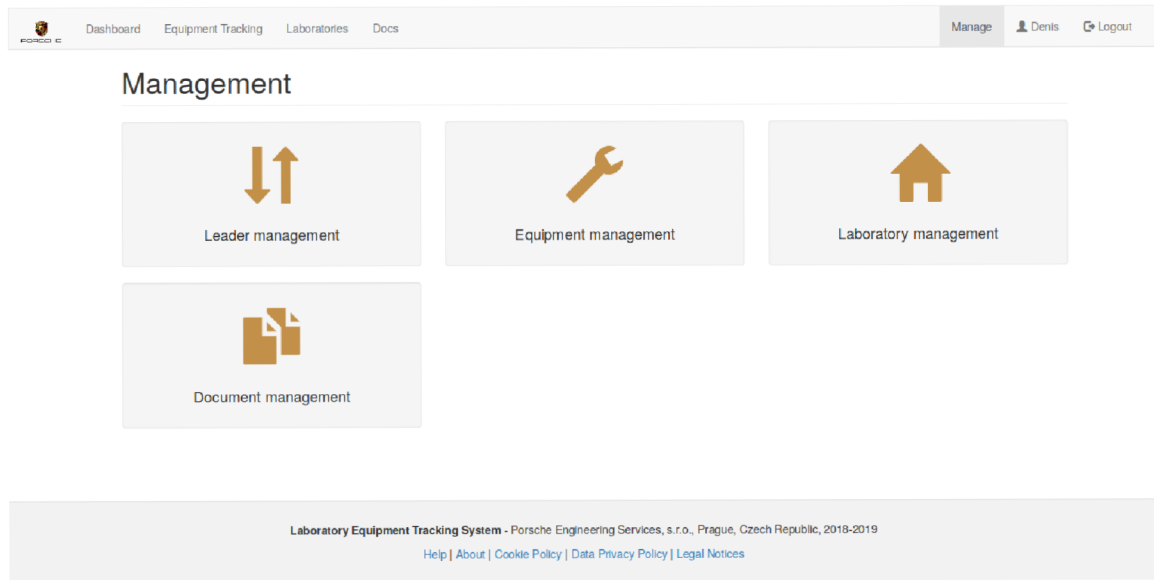 Dashboard Equipment Tracking Laboratories Docs Manage Denis Logout
Management
Leader management Equipment management Laboratory management
Document management
Laboratory Equipment Tracking System - Porsche Engineering Services, s.r.o., Prague, Czech Republic, 2018-2019
Help | About | Cookie Policy | Data Privacy Policy | Legal Notices